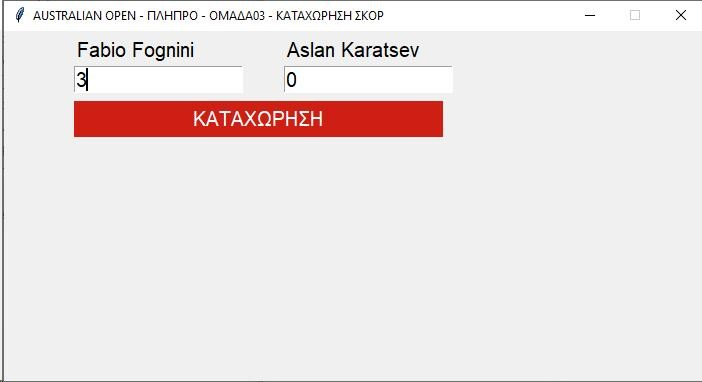 AUSTRALIAN OPEN - ΠΛΗΠΡΟ - ΟΜΑΔΑ03 - ΚΑΤΑΧΩΡΗΣΗ ΣΚΟΡ
Fabio Fognini Aslan Karatsev
3 0
ΚΑΤΑΧΩΡΗΣΗ